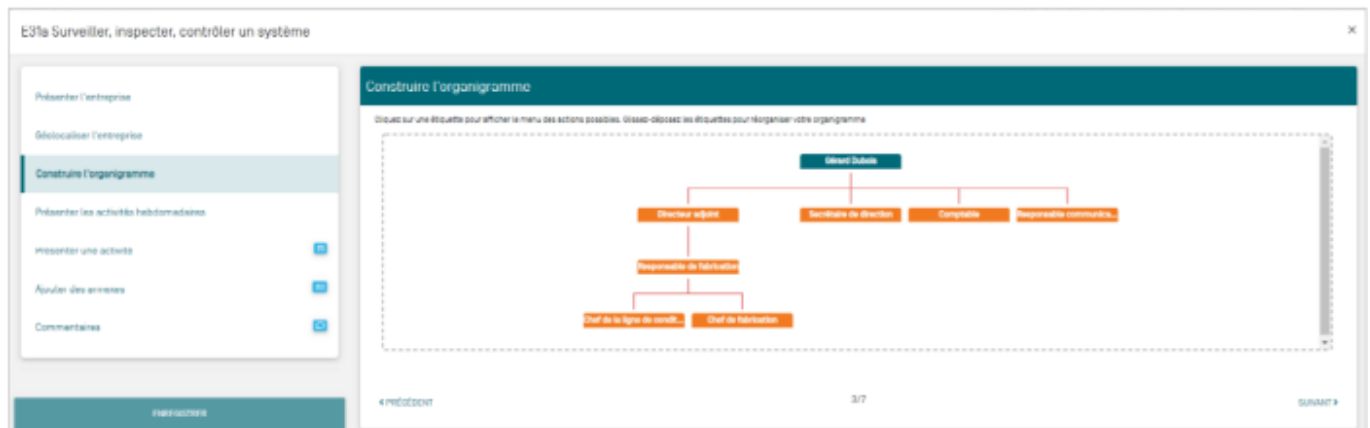 E31a Surveiller, inspecter, contrôler un système
×
Présenter l'entreprise
Géolocaliser l'entreprise
Construire l'organigramme
Présenter les activités hebdomadaires
Présenter une activité
Ajouter des annexes
Commentaires
ENREGISTRER
Construire l'organigramme
Cliquez sur une étiquette pour afficher le menu des actions possibles. Glissez-déposez les étiquettes pour réorganiser votre organigramme
Gérard Dubois
Directeur adjoint
Secrétaire de direction
Comptable
Responsable communica...
Responsable de fabrication
Chef de la ligne de condit...
Chef de fabrication
PRÉCÉDENT
3/7
SUIVANT